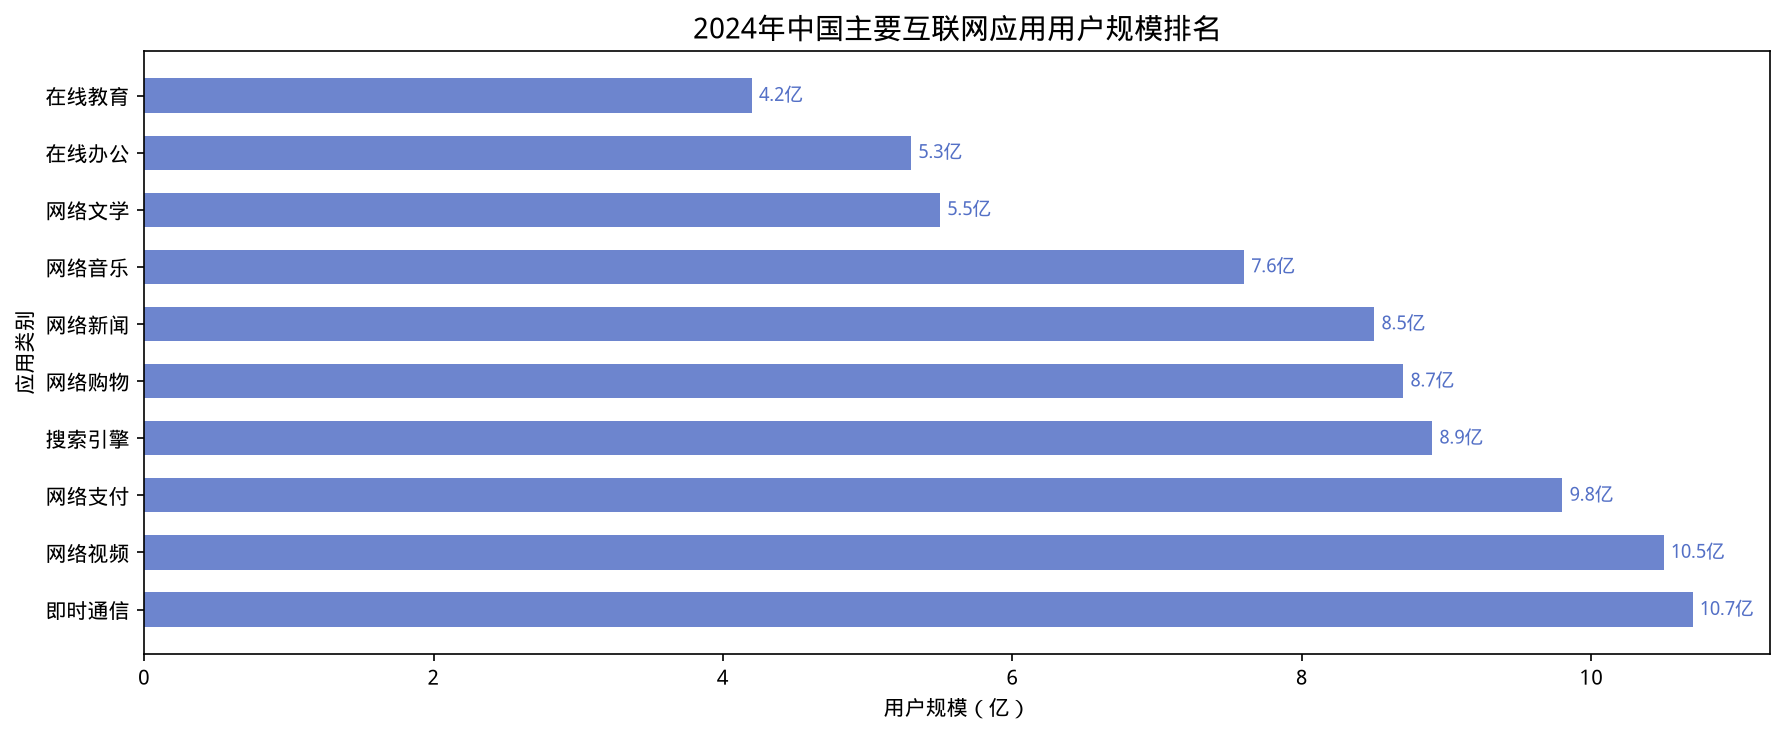 2024年中国主要互联网应用用户规模排名
应用类别
在线教育 4.2亿
在线办公 5.3亿
网络文学 5.5亿
网络音乐 7.6亿
网络新闻 8.5亿
网络购物 8.7亿
搜索引擎 8.9亿
网络支付 9.8亿
网络视频 10.5亿
即时通信 10.7亿
0 2 4 6 8 10
用户规模（亿）